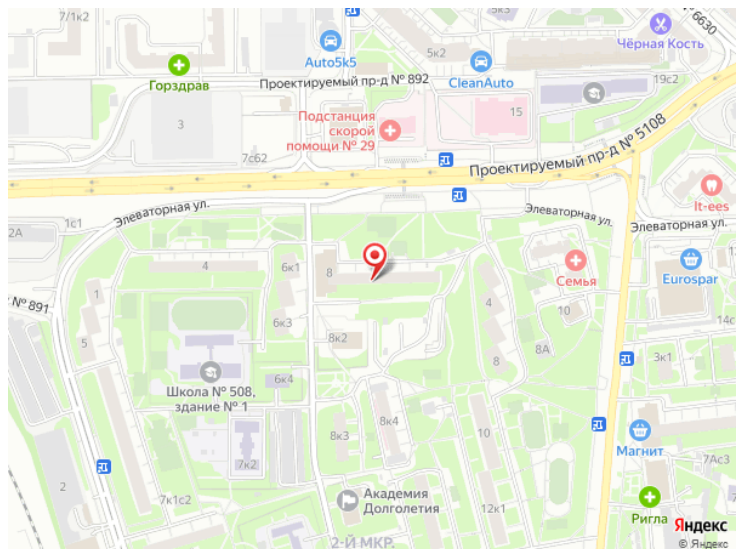 7/1к2
Auto5k5
5к2
CleanAuto
Чёрная Кость
№ 6630
Горздрав
Проектируемый пр-д № 892
19с2
3
7с62
Подстанция
скорой
помощи № 29
15
Проектируемый пр-д № 5108
lt-ees
1с1
Элеваторная ул.
Элеваторная ул.
Элеваторная ул.
2А
4
6к1
8
Семья
Eurospar
№ 891
1
4
10
14с
6к3
5
8к2
8
8А
3к1
Школа № 508,
здание № 1
6к4
8к4
8к3
10
Магнит
7к2
7Ас3
2
7к1с2
Академия
Долголетия
12к1
Ригла
2-Й МКР.
Яндекс
© Яндекс